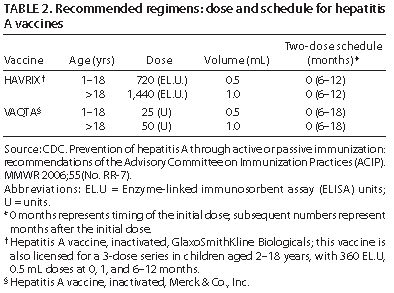 TABLE 2. Recommended regimens: dose and schedule for hepatitis
A vaccines
Two-dose schedule
Vaccine Age (yrs) Dose Volume (mL) (months)*
HAVRIX† 1–18 720 (EL.U.) 0.5 0 (6–12)
>18 1,440 (EL.U.) 1.0 0 (6–12)
VAQTA§ 1–18 25 (U) 0.5 0 (6–18)
>18 50 (U) 1.0 0 (6–18)
Source: CDC. Prevention of hepatitis A through active or passive immunization:
recommendations of the Advisory Committee on Immunization Practices (ACIP).
MMWR 2006;55(No. RR-7).
Abbreviations: EL.U = Enzyme-linked immunosorbent assay (ELISA) units;
U = units.
* 0 months represents timing of the initial dose; subsequent numbers represent
months after the initial dose.
† Hepatitis A vaccine, inactivated, GlaxoSmithKline Biologicals; this vaccine is
also licensed for a 3-dose series in children aged 2–18 years, with 360 EL.U,
0.5 mL doses at 0, 1, and 6–12 months.
§ Hepatitis A vaccine, inactivated, Merck & Co., Inc.